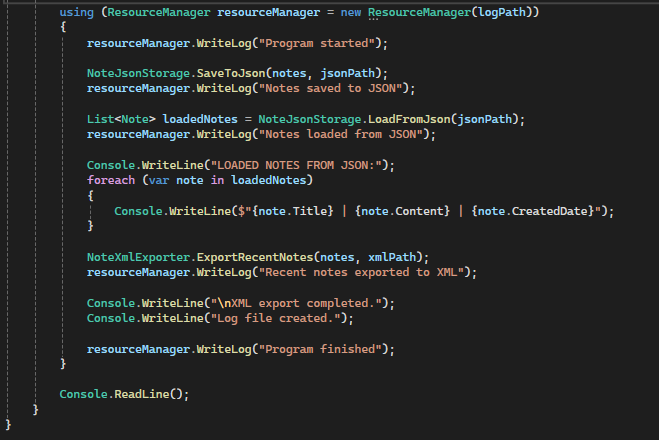 using (ResourceManager resourceManager = new ResourceManager(logPath))
{
resourceManager.WriteLog("Program started");
NoteJsonStorage.SaveToJson(notes, jsonPath);
resourceManager.WriteLog("Notes saved to JSON");
List<Note> loadedNotes = NoteJsonStorage.LoadFromJson(jsonPath);
resourceManager.WriteLog("Notes loaded from JSON");
Console.WriteLine("LOADED NOTES FROM JSON:");
foreach (var note in loadedNotes)
{
Console.WriteLine($"{note.Title} | {note.Content} | {note.CreatedDate}");
}
NoteXmlExporter.ExportRecentNotes(notes, xmlPath);
resourceManager.WriteLog("Recent notes exported to XML");
Console.WriteLine("\nXML export completed.");
Console.WriteLine("Log file created.");
resourceManager.WriteLog("Program finished");
}
Console.ReadLine();
}
}